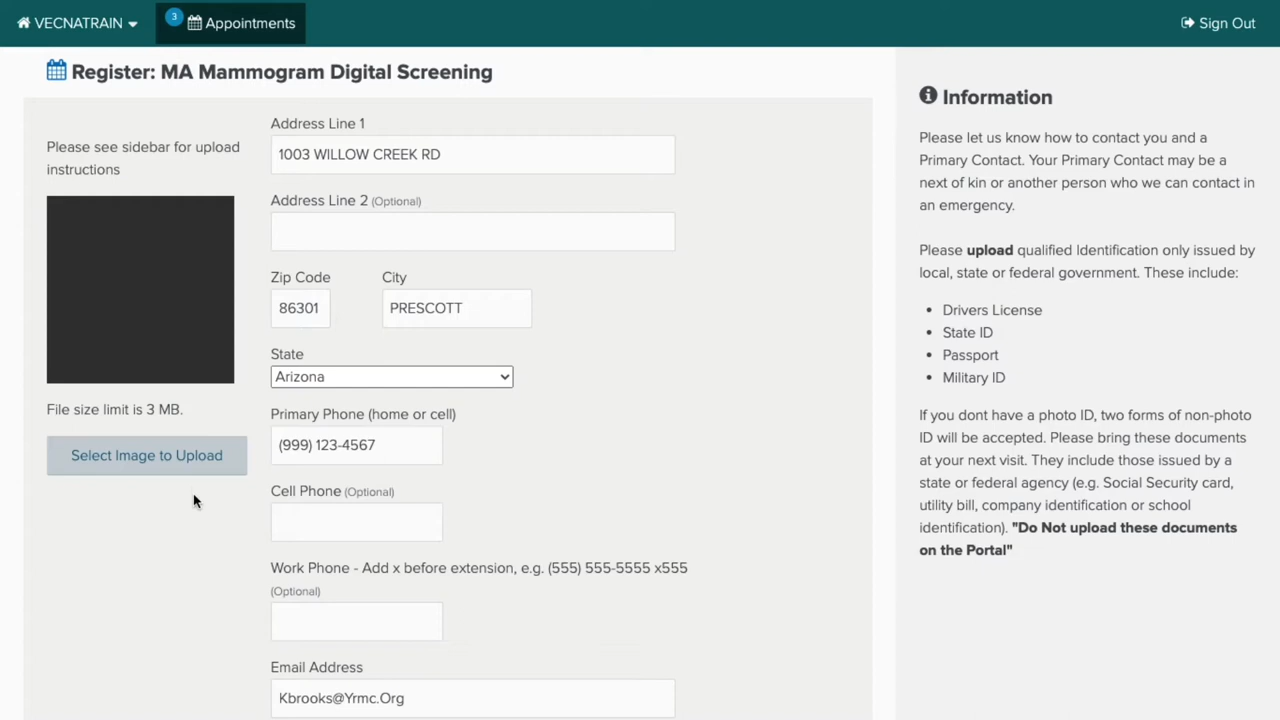 VECNATRAIN
3
Appointments
Sign Out
Register: MA Mammogram Digital Screening
Please see sidebar for upload
instructions
File size limit is 3 MB.
Select Image to Upload
Address Line 1
1003 WILLOW CREEK RD
Address Line 2 (Optional)
Zip Code
City
86301
PRESCOTT
State
Arizona
Primary Phone (home or cell)
(999) 123-4567
Cell Phone (Optional)
Work Phone - Add x before extension, e.g. (555) 555-5555 x555
(Optional)
Email Address
Kbrooks@Yrmc.Org
Information
Please let us know how to contact you and a
Primary Contact. Your Primary Contact may be a
next of kin or another person who we can contact in
an emergency.
Please upload qualified Identification only issued by
local, state or federal government. These include:
• Drivers License
• State ID
• Passport
• Military ID
If you dont have a photo ID, two forms of non-photo
ID will be accepted. Please bring these documents
at your next visit. They include those issued by a
state or federal agency (e.g. Social Security card,
utility bill, company identification or school
identification). "Do Not upload these documents
on the Portal"